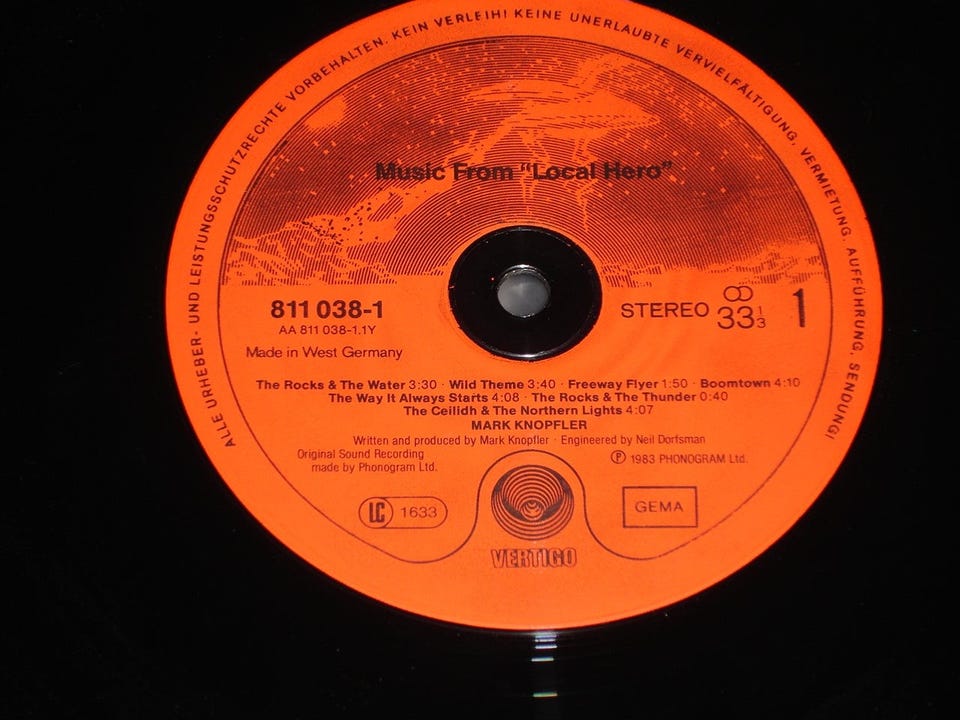 ALLE URHEBER- UND LEISTUNGSSCHUTZRECHTE VORBEHALTEN. KEIN VERLEIH! KEINE UNERLAUBTE VERVIELFÄLTIGUNG, VERMIETUNG, AUFFÜHRUNG, SENDUNG!
Music From “Local Hero”
811 038-1
AA 811 038-1.1Y
Made in West Germany
STEREO 33 1/3 1
The Rocks & The Water 3:30 · Wild Theme 3:40 · Freeway Flyer 1:50 · Boomtown 4:10
The Way It Always Starts 4:08 · The Rocks & The Thunder 0:40
The Ceilidh & The Northern Lights 4:07
MARK KNOPFLER
Written and produced by Mark Knopfler · Engineered by Neil Dorfsman
Original Sound Recording
made by Phonogram Ltd.
Ⓟ 1983 PHONOGRAM Ltd.
LC 1633
GEMA
VERTIGO